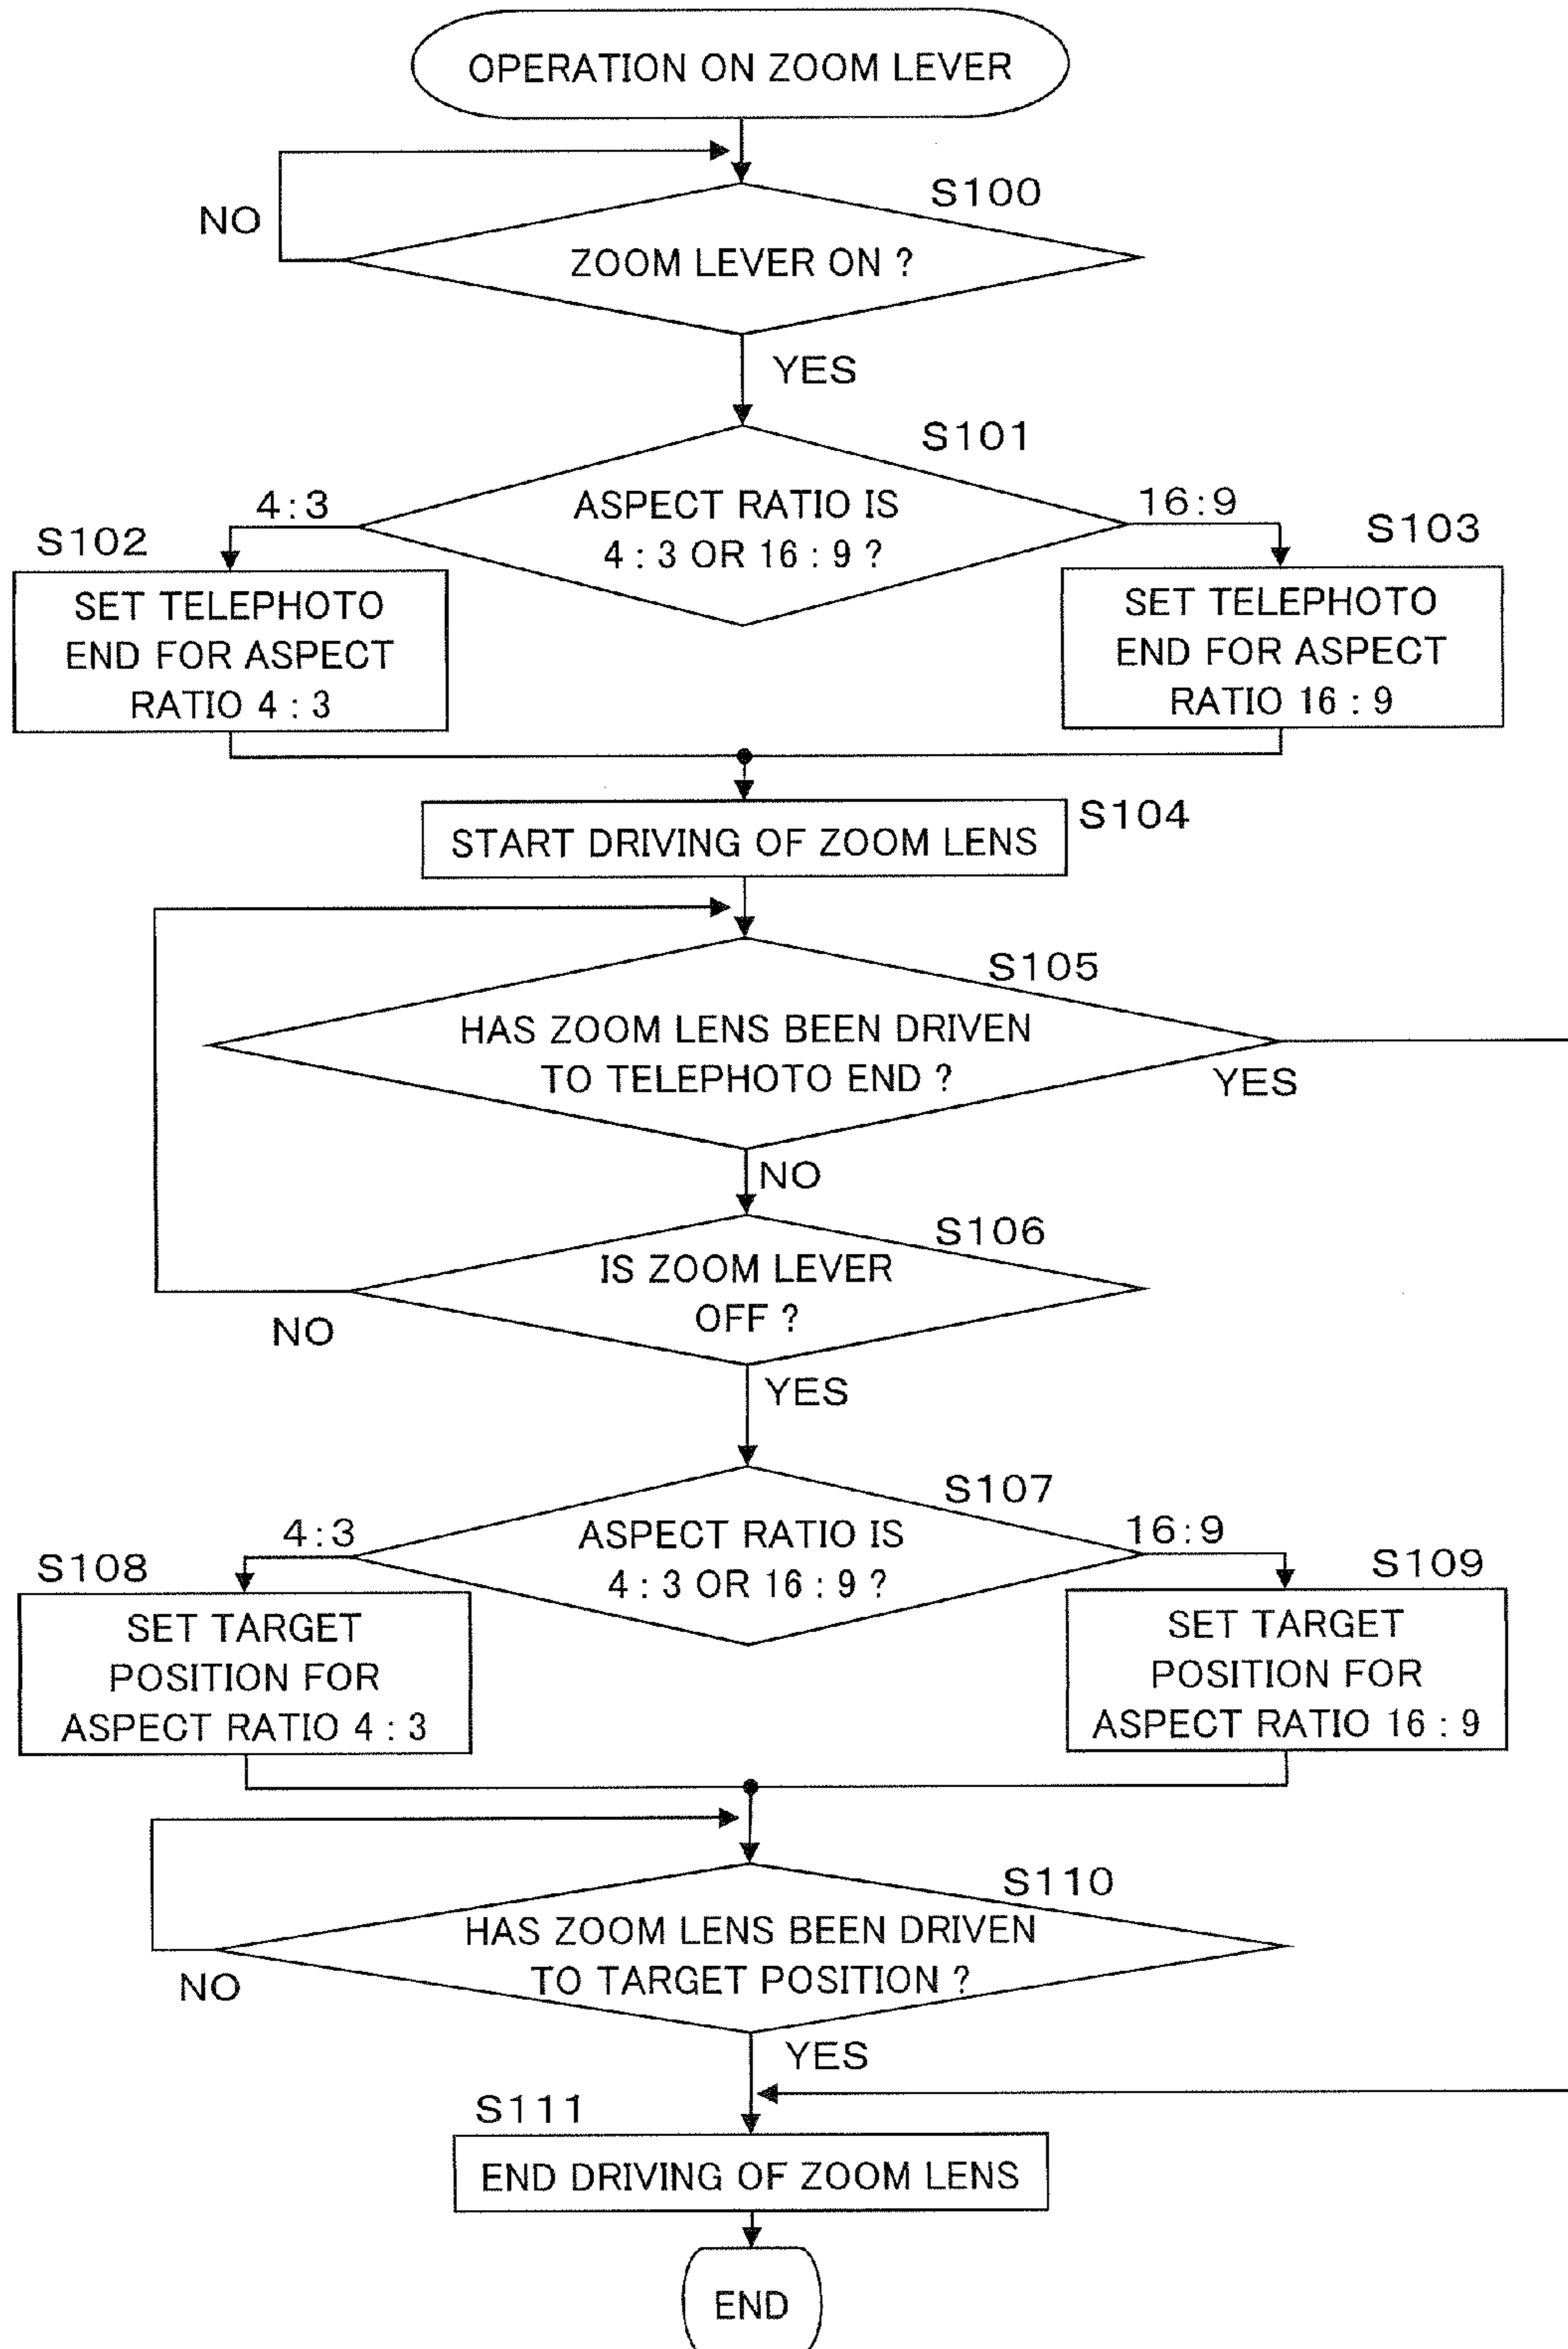 OPERATION ON ZOOM LEVER
S100
NO
ZOOM LEVER ON ?
YES
S101
4:3
ASPECT RATIO IS
4 : 3 OR 16 : 9 ?
16:9
S102
SET TELEPHOTO
END FOR ASPECT
RATIO 4 : 3
S103
SET TELEPHOTO
END FOR ASPECT
RATIO 16 : 9
S104
START DRIVING OF ZOOM LENS
S105
HAS ZOOM LENS BEEN DRIVEN
TO TELEPHOTO END ?
YES
NO
S106
IS ZOOM LEVER
OFF ?
NO
YES
S107
4:3
ASPECT RATIO IS
4 : 3 OR 16 : 9 ?
16:9
S108
SET TARGET
POSITION FOR
ASPECT RATIO 4 : 3
S109
SET TARGET
POSITION FOR
ASPECT RATIO 16 : 9
S110
HAS ZOOM LENS BEEN DRIVEN
TO TARGET POSITION ?
NO
YES
S111
END DRIVING OF ZOOM LENS
END